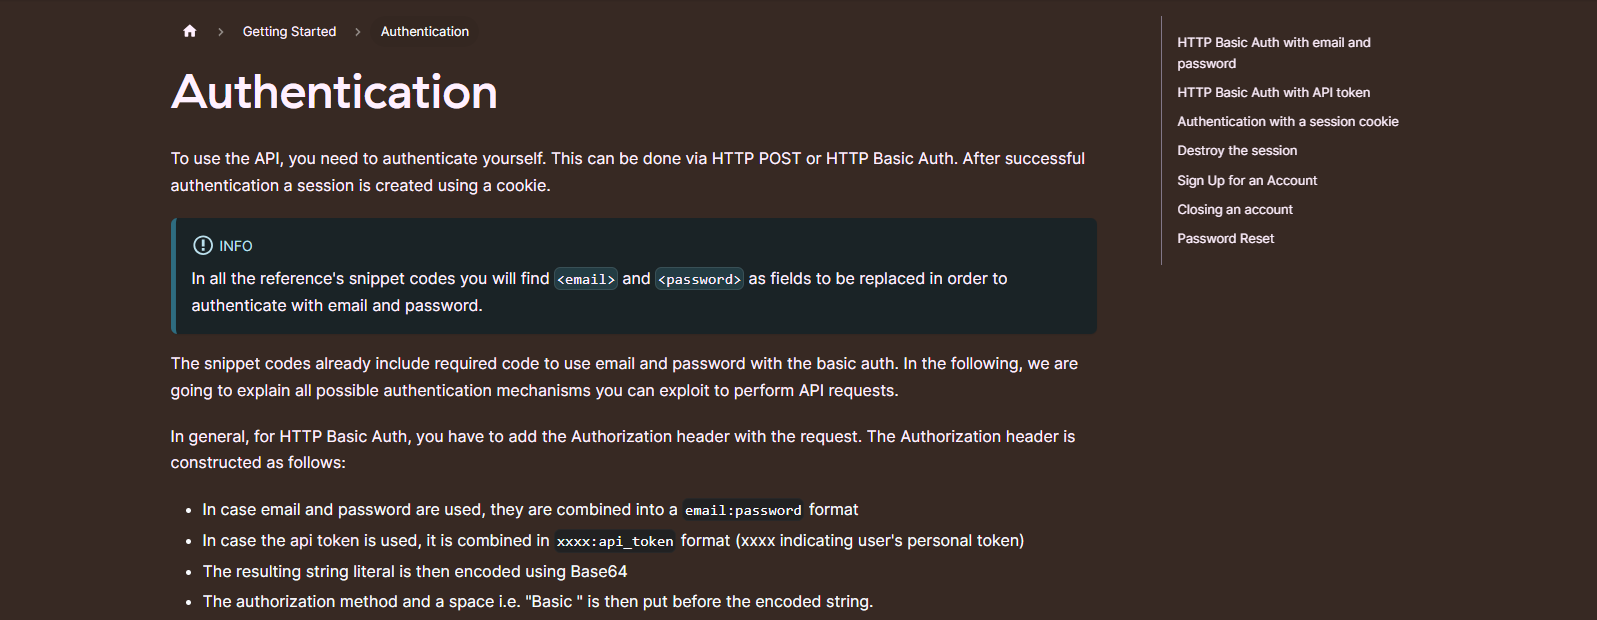 Getting Started > Authentication
Authentication
To use the API, you need to authenticate yourself. This can be done via HTTP POST or HTTP Basic Auth. After successful
authentication a session is created using a cookie.
INFO
In all the reference's snippet codes you will find <email> and <password> as fields to be replaced in order to
authenticate with email and password.
The snippet codes already include required code to use email and password with the basic auth. In the following, we are
going to explain all possible authentication mechanisms you can exploit to perform API requests.
In general, for HTTP Basic Auth, you have to add the Authorization header with the request. The Authorization header is
constructed as follows:
• In case email and password are used, they are combined into a email:password format
• In case the api token is used, it is combined in xxxx:api_token format (xxxx indicating user's personal token)
• The resulting string literal is then encoded using Base64
• The authorization method and a space i.e. "Basic " is then put before the encoded string.
HTTP Basic Auth with email and
password
HTTP Basic Auth with API token
Authentication with a session cookie
Destroy the session
Sign Up for an Account
Closing an account
Password Reset